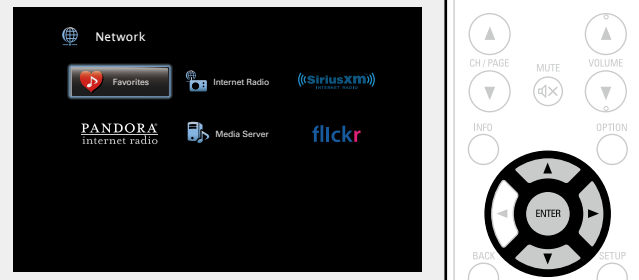 Network
Favorites
Internet Radio
((SiriusXM))
INTERNET RADIO
PANDORA®
internet radio
Media Server
flickr
CH / PAGE
MUTE
VOLUME
INFO
OPTION
ENTER
BACK
SETUP